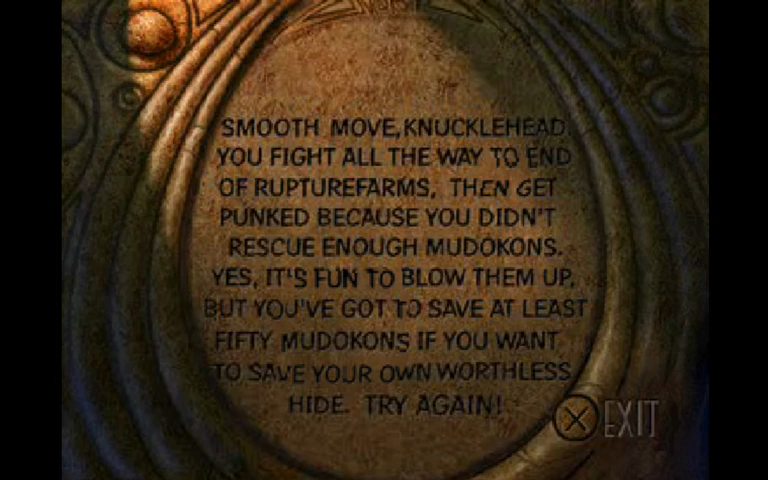 SMOOTH MOVE, KNUCKLEHEAD.
YOU FIGHT ALL THE WAY TO END
OF RUPTUREFARMS, THEN GET
PUNKED BECAUSE YOU DIDN'T
RESCUE ENOUGH MUDOKONS.
YES, IT'S FUN TO BLOW THEM UP,
BUT YOU'VE GOT TO SAVE AT LEAST
FIFTY MUDOKONS IF YOU WANT
TO SAVE YOUR OWN WORTHLESS
HIDE. TRY AGAIN!
X EXIT